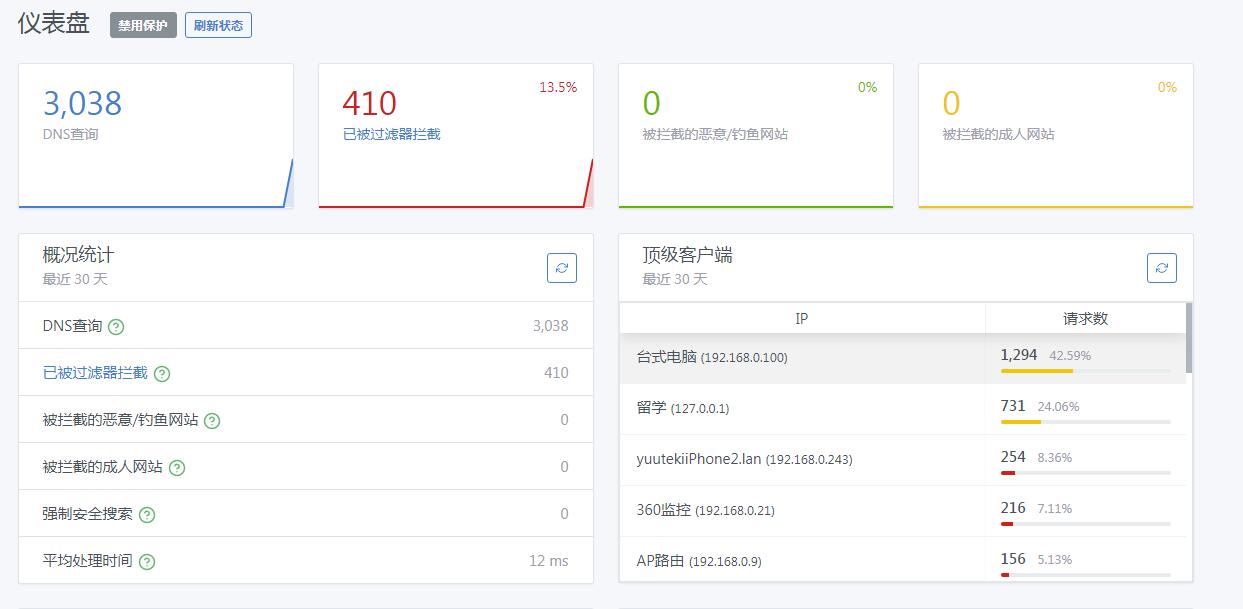 仪表盘 禁用保护 刷新状态
3,038
DNS查询
13.5%
410
已被过滤器拦截
0%
0
被拦截的恶意/钓鱼网站
0%
0
被拦截的成人网站
概况统计
最近 30 天
DNS查询 3,038
已被过滤器拦截 410
被拦截的恶意/钓鱼网站 0
被拦截的成人网站 0
强制安全搜索 0
平均处理时间 12 ms
顶级客户端
最近 30 天
IP 请求数
台式电脑 (192.168.0.100) 1,294 42.59%
留学 (127.0.0.1) 731 24.06%
yuutekiiPhone2.lan (192.168.0.243) 254 8.36%
360监控 (192.168.0.21) 216 7.11%
AP路由 (192.168.0.9) 156 5.13%